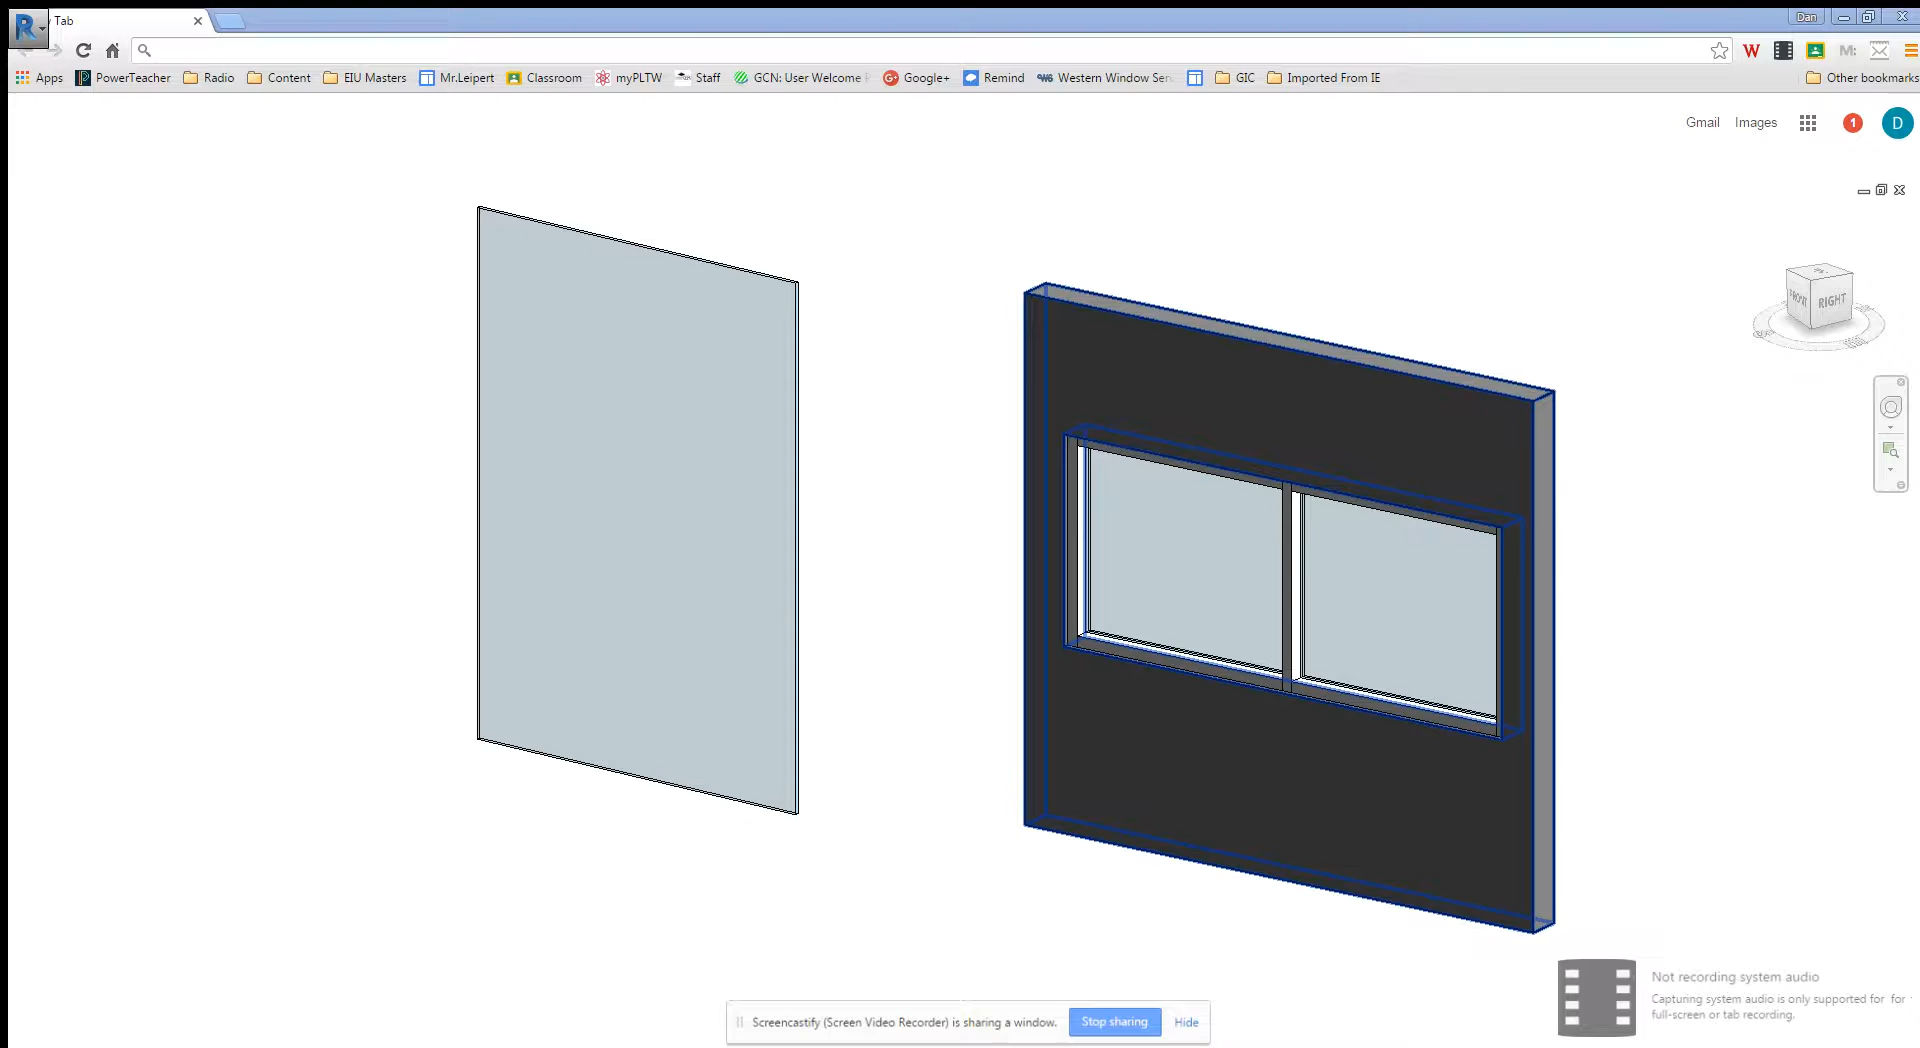 R
Tab
Dan
Apps PowerTeacher Radio Content EIU Masters Mr.Leipert Classroom myPLTW Staff GCN: User Welcome Google+ Remind Western Window Ser GIC Imported From IE Other bookmarks
W
M:
Gmail Images 1 D
FRONT RIGHT
Not recording system audio
Capturing system audio is only supported for for
full-screen or tab recording.
Screencastify (Screen Video Recorder) is sharing a window. Stop sharing Hide